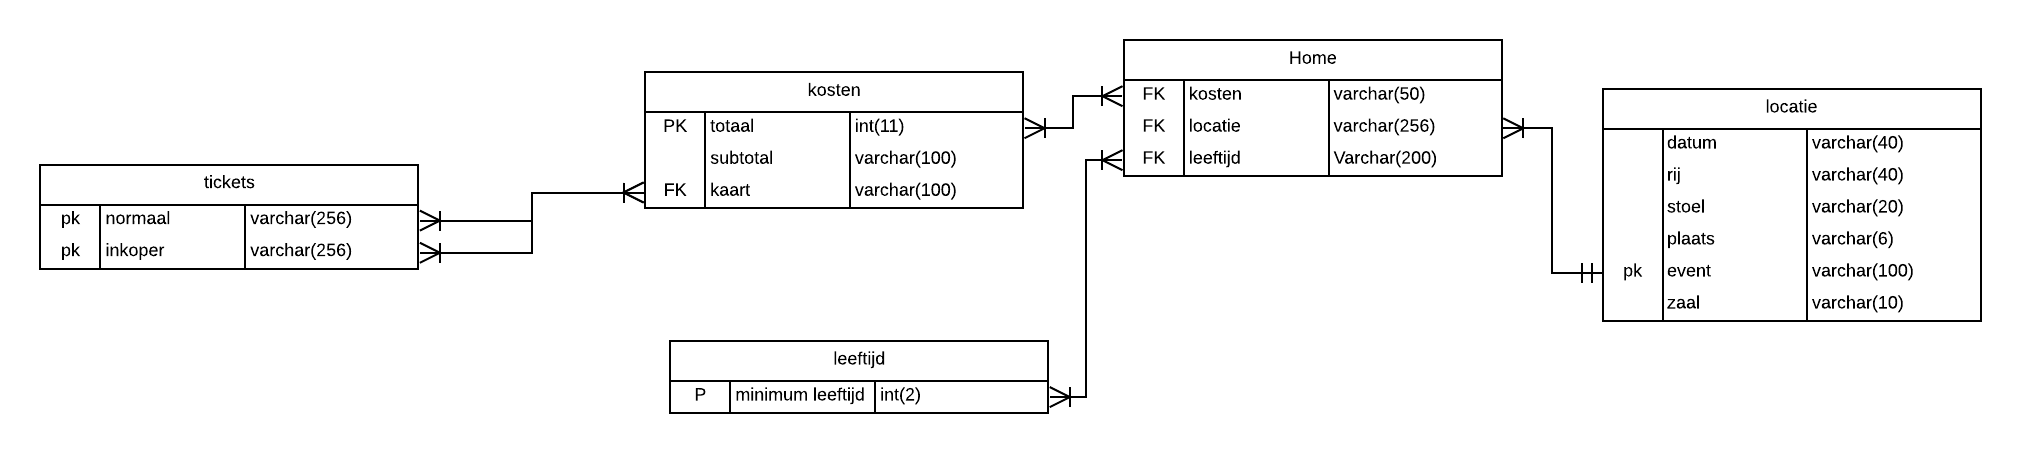 tickets
pk normaal varchar(256)
pk inkoper varchar(256)
kosten
PK totaal int(11)
subtotal varchar(100)
FK kaart varchar(100)
leeftijd
P minimum leeftijd int(2)
Home
FK kosten varchar(50)
FK locatie varchar(256)
FK leeftijd Varchar(200)
locatie
datum varchar(40)
rij varchar(40)
stoel varchar(20)
plaats varchar(6)
pk event varchar(100)
zaal varchar(10)